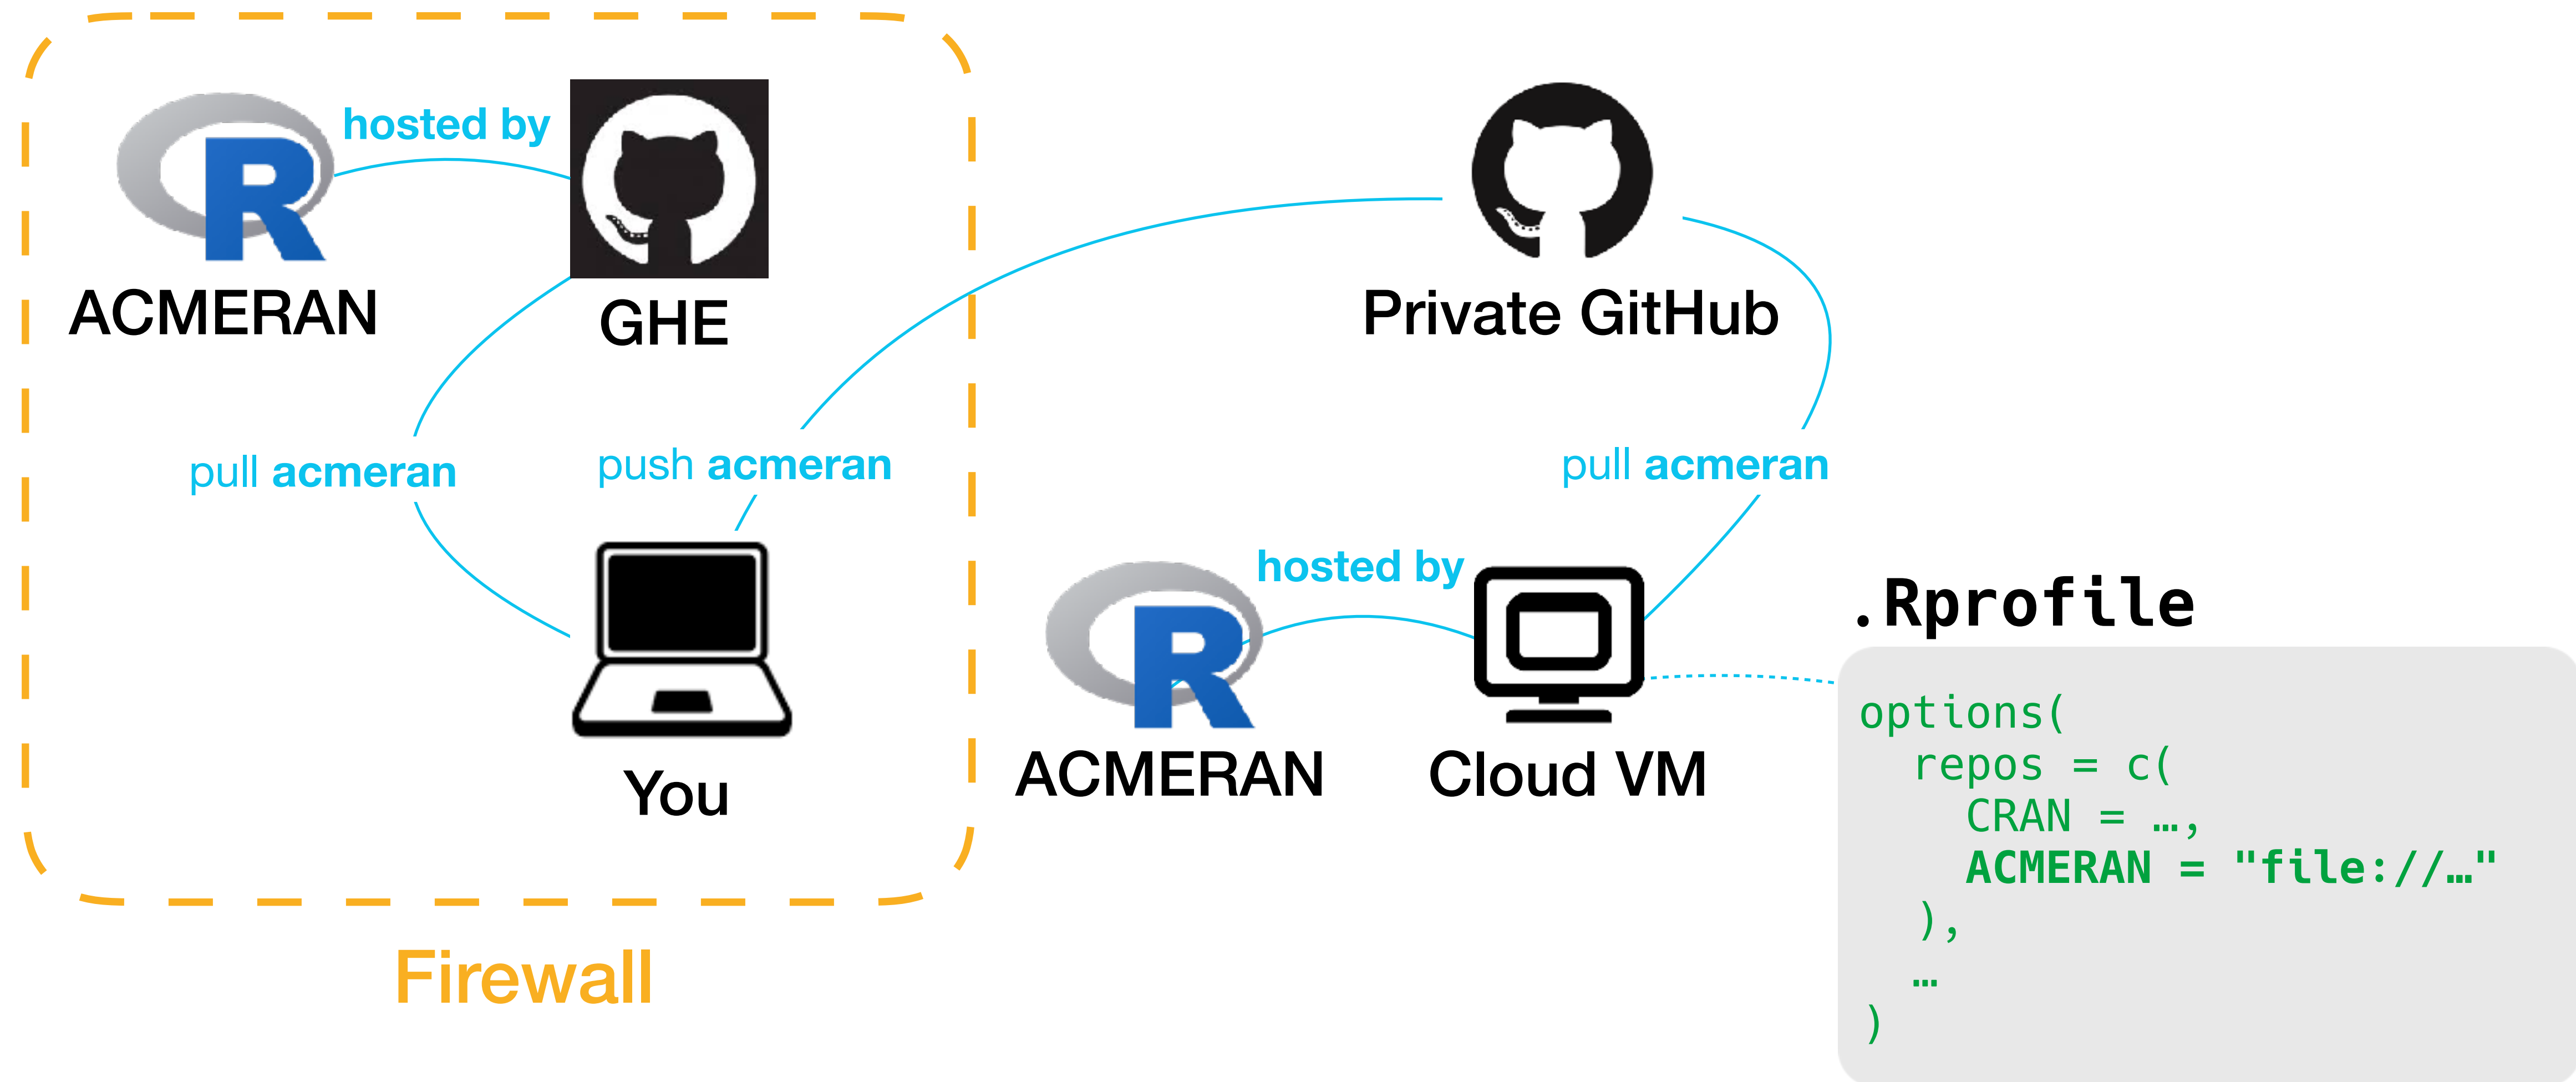 hosted by
ACMERAN
GHE
Private GitHub
pull acmeran
push acmeran
pull acmeran
You
hosted by
ACMERAN
Cloud VM
.Rprofile
options(
repos = c(
CRAN = …,
ACMERAN = "file://…"
),
…
)
Firewall